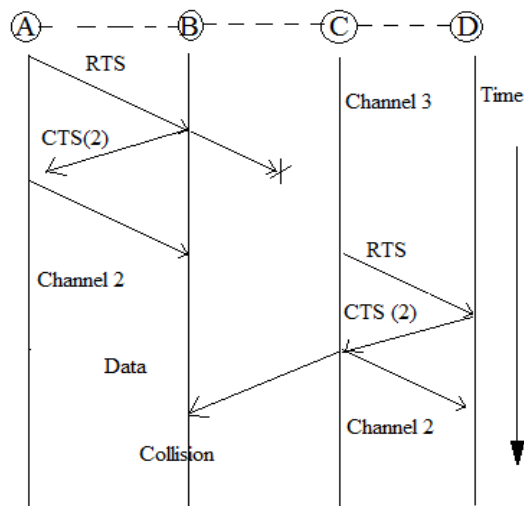 A B C D
RTS
Channel 3
Time
CTS(2)
RTS
Channel 2
CTS (2)
Data
Channel 2
Collision